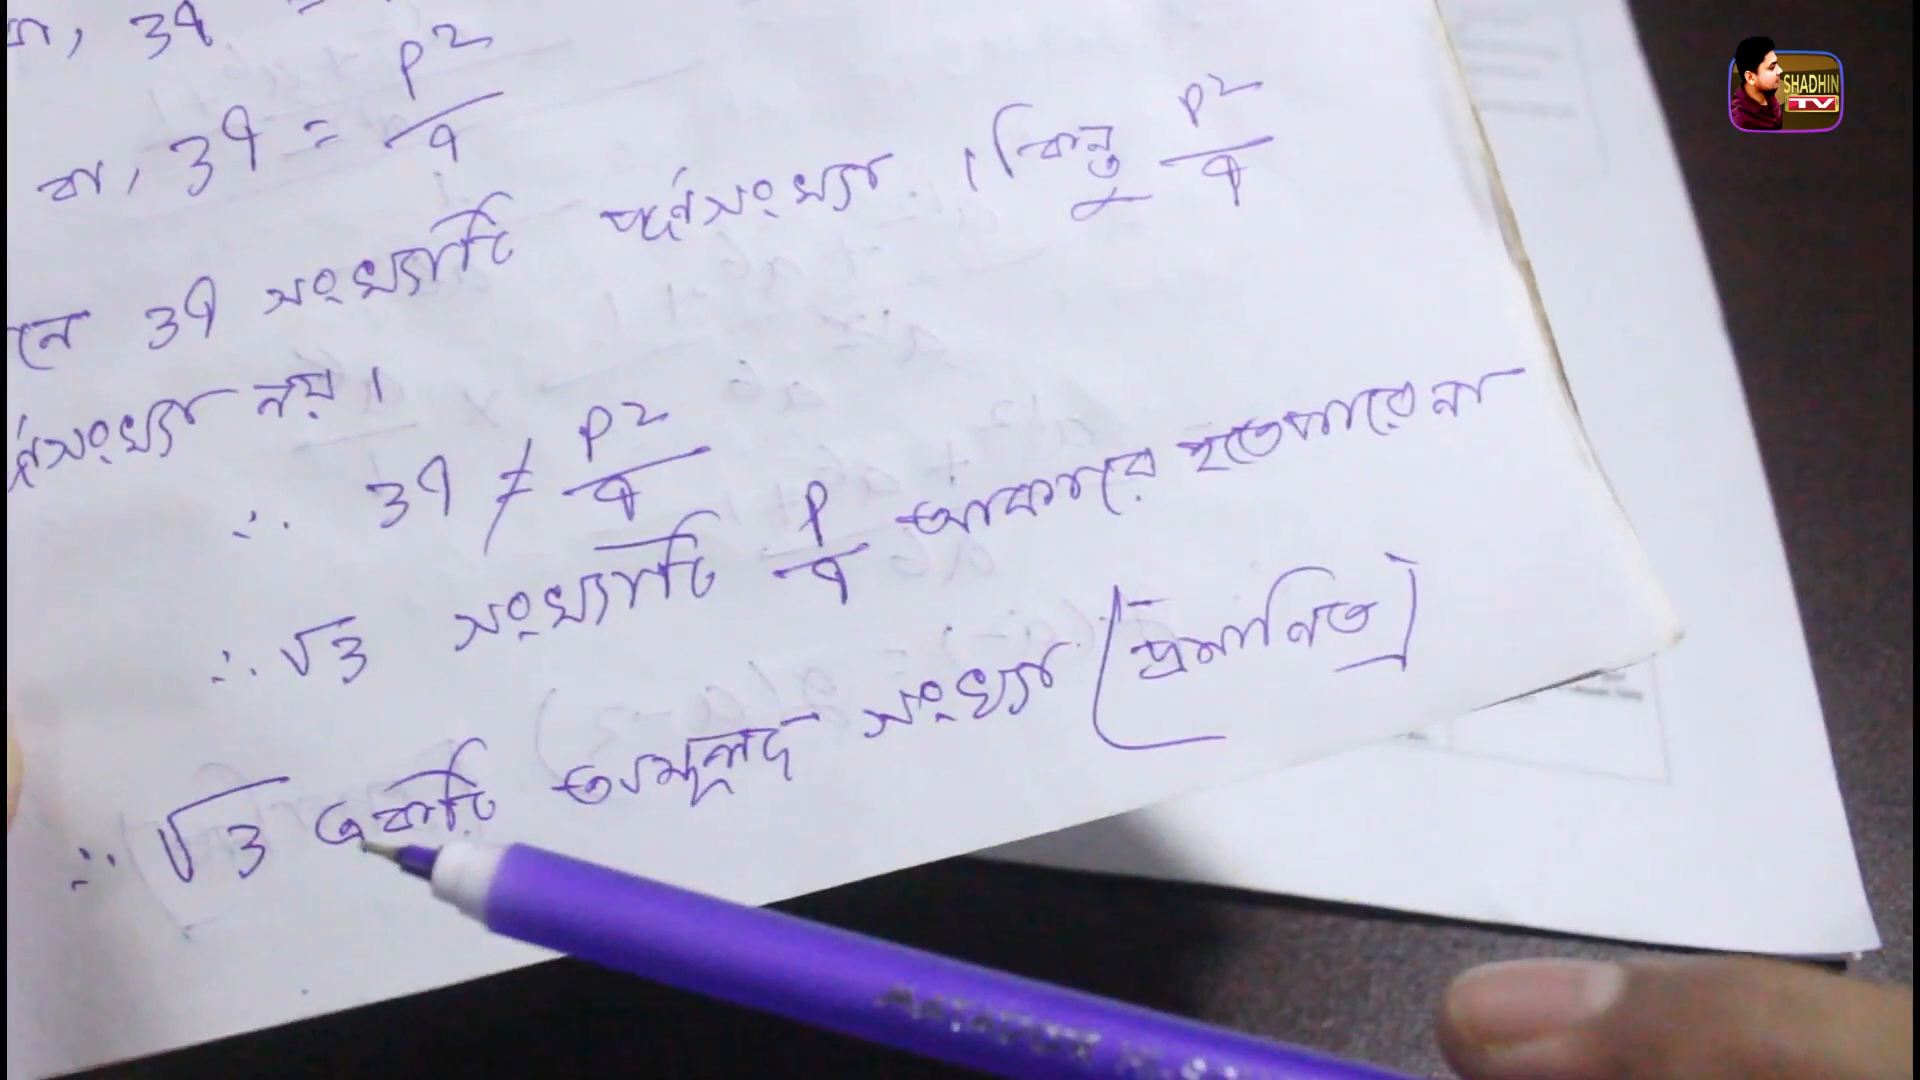 বা, 3q =
বা, 3q = p²/q
নে 3q সংখ্যাটি পূর্ণসংখ্যা । কিন্তু p²/q
র্ণসংখ্যা নয়।
∴ 3q ≠ p²/q
∴ √3 সংখ্যাটি p/q আকারে হতে পারে না
∴ √3 একটি অমূলদ সংখ্যা (প্রমাণিত)
SHADHIN
TV